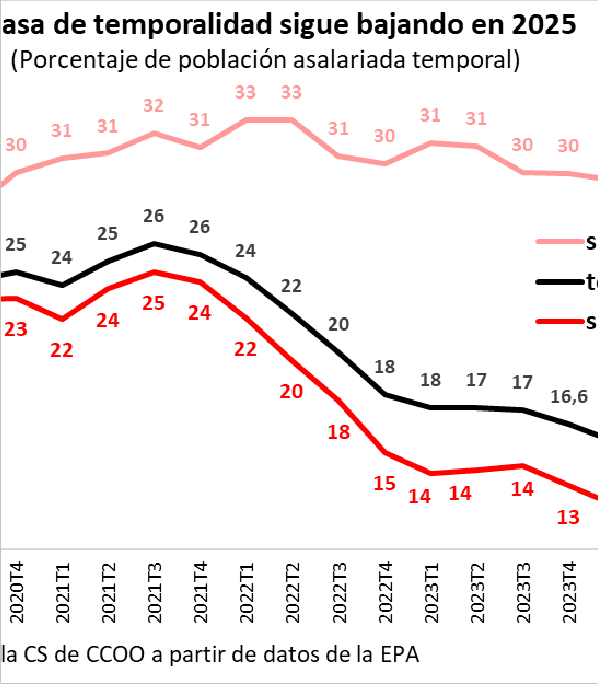 asa de temporalidad sigue bajando en 2025
(Porcentaje de población asalariada temporal)
30 31 31 32 31 33 33 31 30 31 31 30 30
25 24 25 26 26 24 22 20 18 18 17 17 16,6
23 22 24 25 24 22 20 18 15 14 14 14 13
s
t
s
2020T4 2021T1 2021T2 2021T3 2021T4 2022T1 2022T2 2022T3 2022T4 2023T1 2023T2 2023T3 2023T4
la CS de CCOO a partir de datos de la EPA